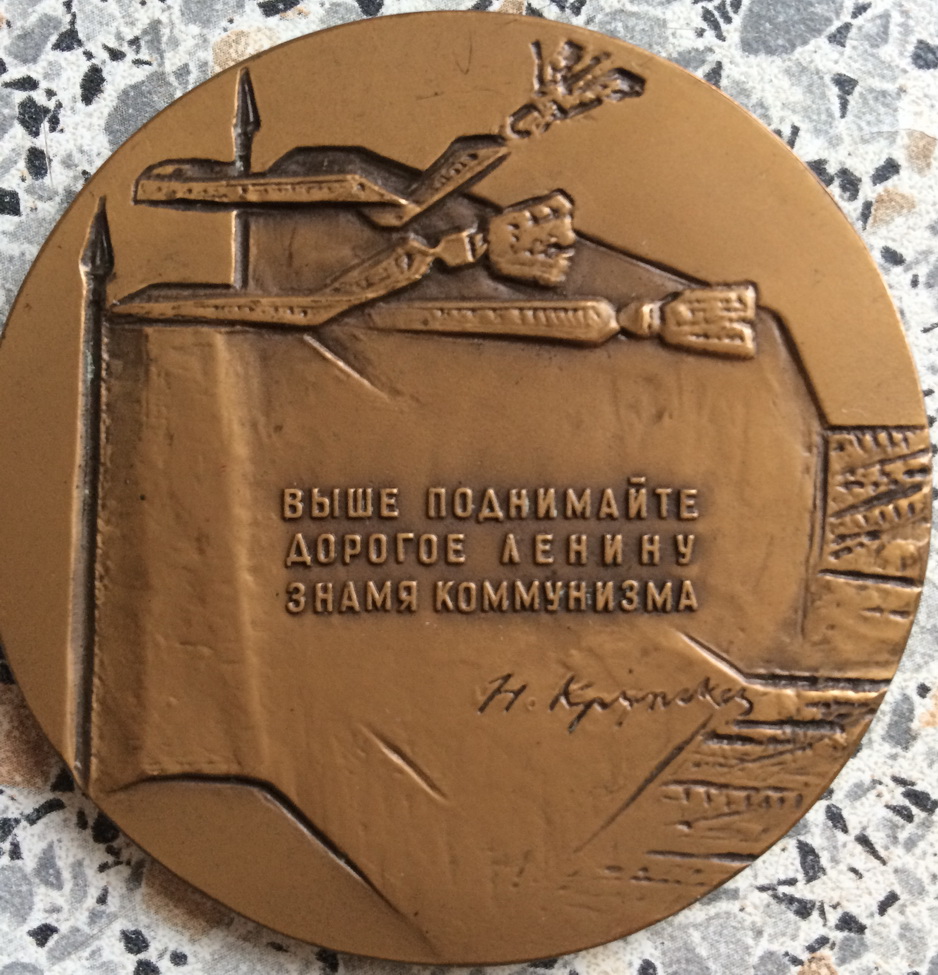 ВЫШЕ ПОДНИМАЙТЕ
ДОРОГОЕ ЛЕНИНУ
ЗНАМЯ КОММУНИЗМА
Н. Крупская